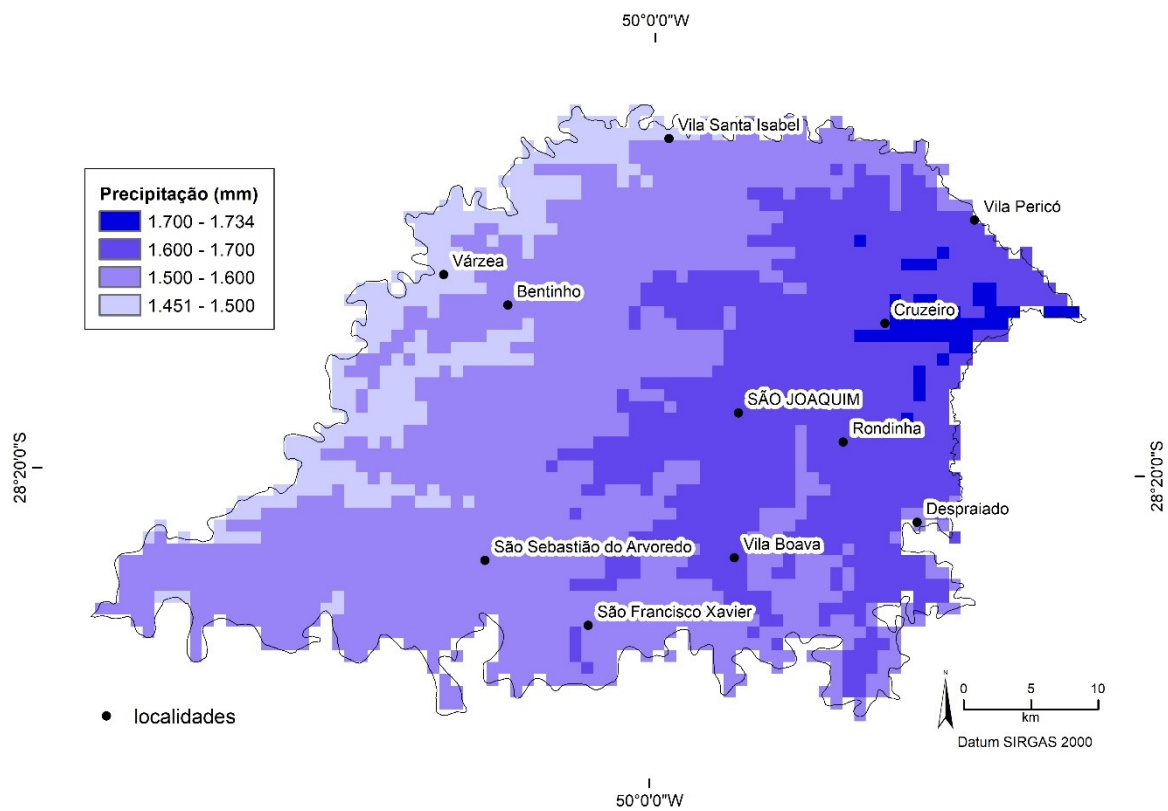 50°0'0"W
Vila Santa Isabel
Precipitação (mm)
1.700 - 1.734
1.600 - 1.700
1.500 - 1.600
1.451 - 1.500
Vila Pericó
Várzea
Bentinho
Cruzeiro
SÃO JOAQUIM
Rondinha
28°20'0"S
28°20'0"S
Despraiado
São Sebastião do Arvoredo
Vila Boava
São Francisco Xavier
localidades
N
0 5 10
km
Datum SIRGAS 2000
50°0'0"W